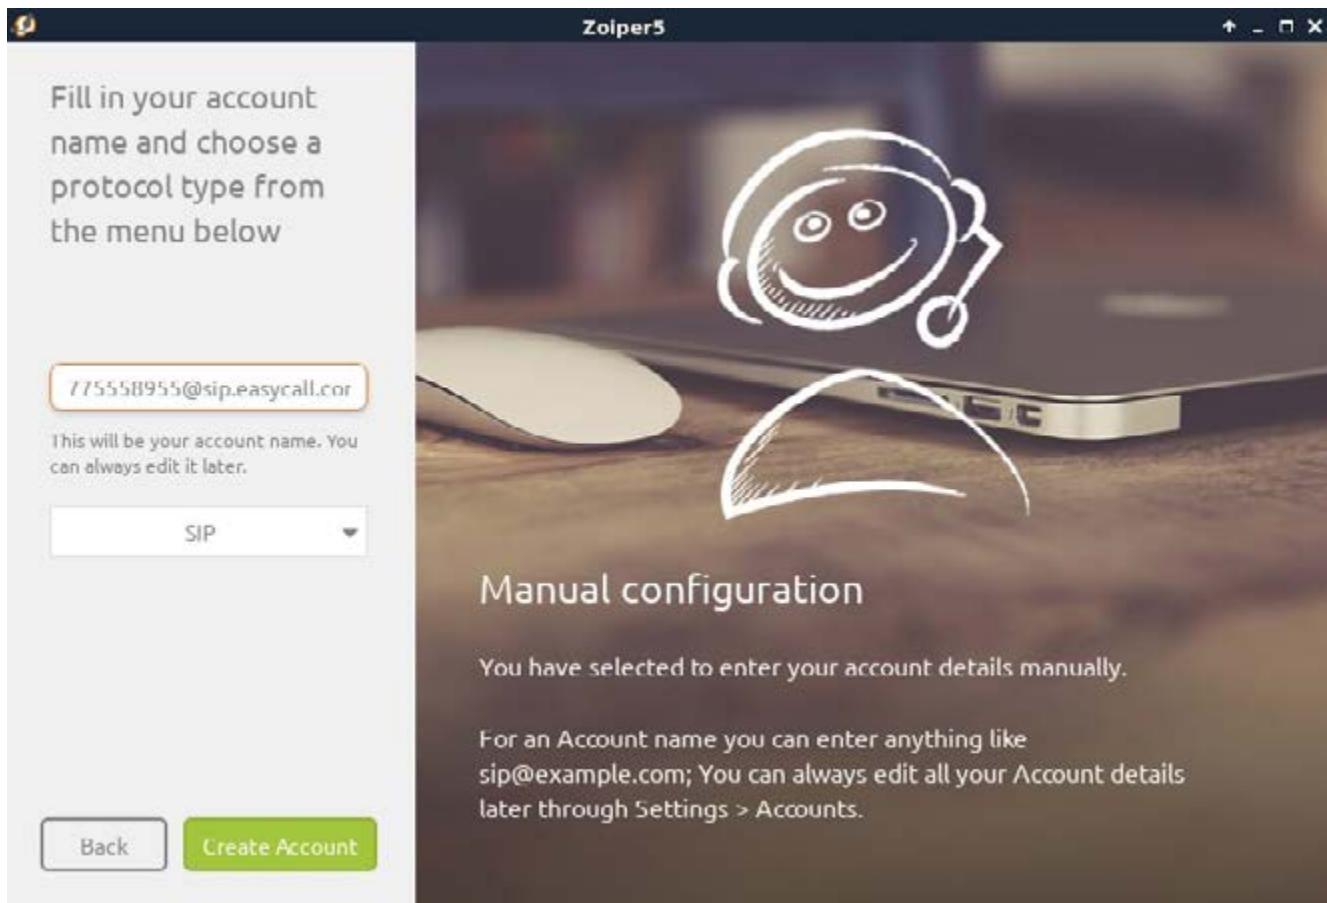 Zoiper5
Fill in your account
name and choose a
protocol type from
the menu below
775558955@sip.easycall.cor
This will be your account name. You
can always edit it later.
SIP
Back
Create Account
Manual configuration
You have selected to enter your account details manually.
For an Account name you can enter anything like
sip@example.com; You can always edit all your Account details
later through Settings > Accounts.